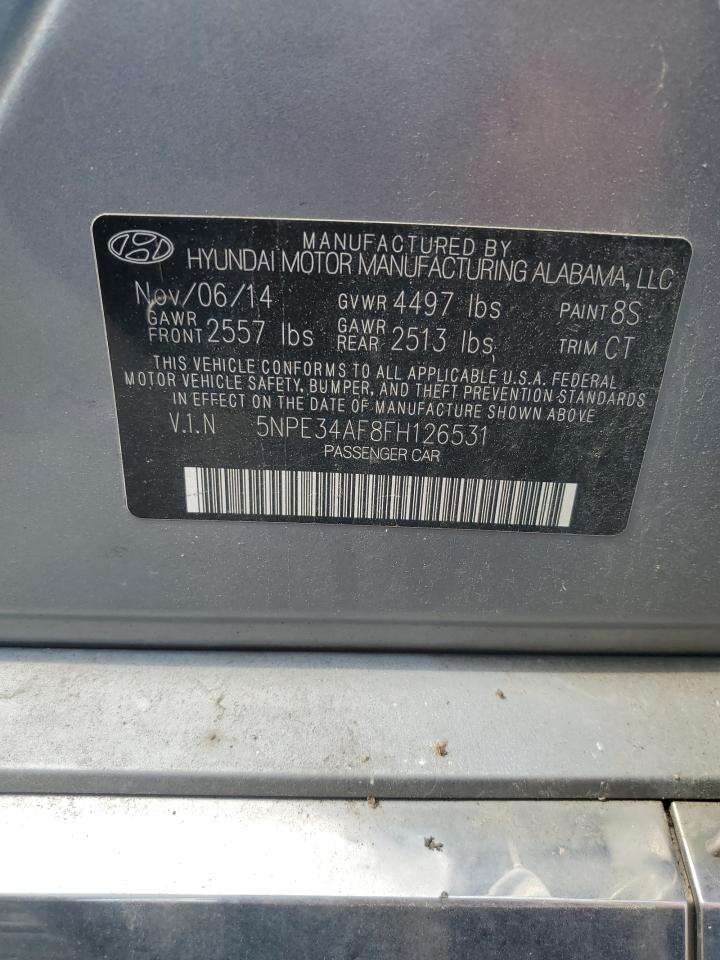 MANUFACTURED BY
HYUNDAI MOTOR MANUFACTURING ALABAMA, LLC
Nov/06/14 GVWR 4497 lbs PAINT 8S
GAWR FRONT 2557 lbs GAWR REAR 2513 lbs TRIM CT
THIS VEHICLE CONFORMS TO ALL APPLICABLE U.S.A. FEDERAL
MOTOR VEHICLE SAFETY, BUMPER, AND THEFT PREVENTION STANDARDS
IN EFFECT ON THE DATE OF MANUFACTURE SHOWN ABOVE
V.I.N 5NPE34AF8FH126531
PASSENGER CAR